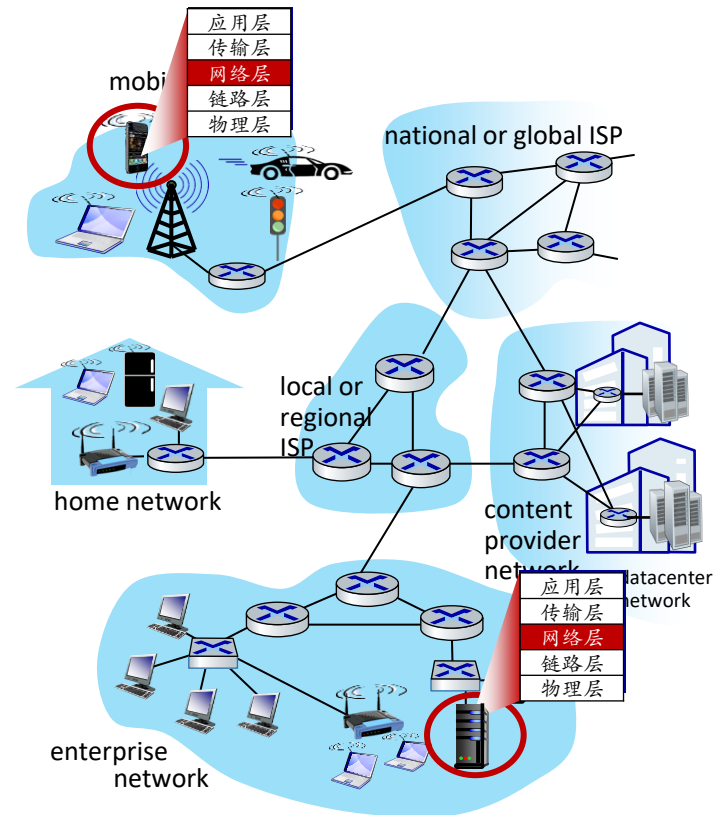 应用层
传输层
网络层
链路层
物理层
mobi
national or global ISP
local or
regional
ISP
home network
content
provider
network
datacenter
network
应用层
传输层
网络层
链路层
物理层
enterprise
network